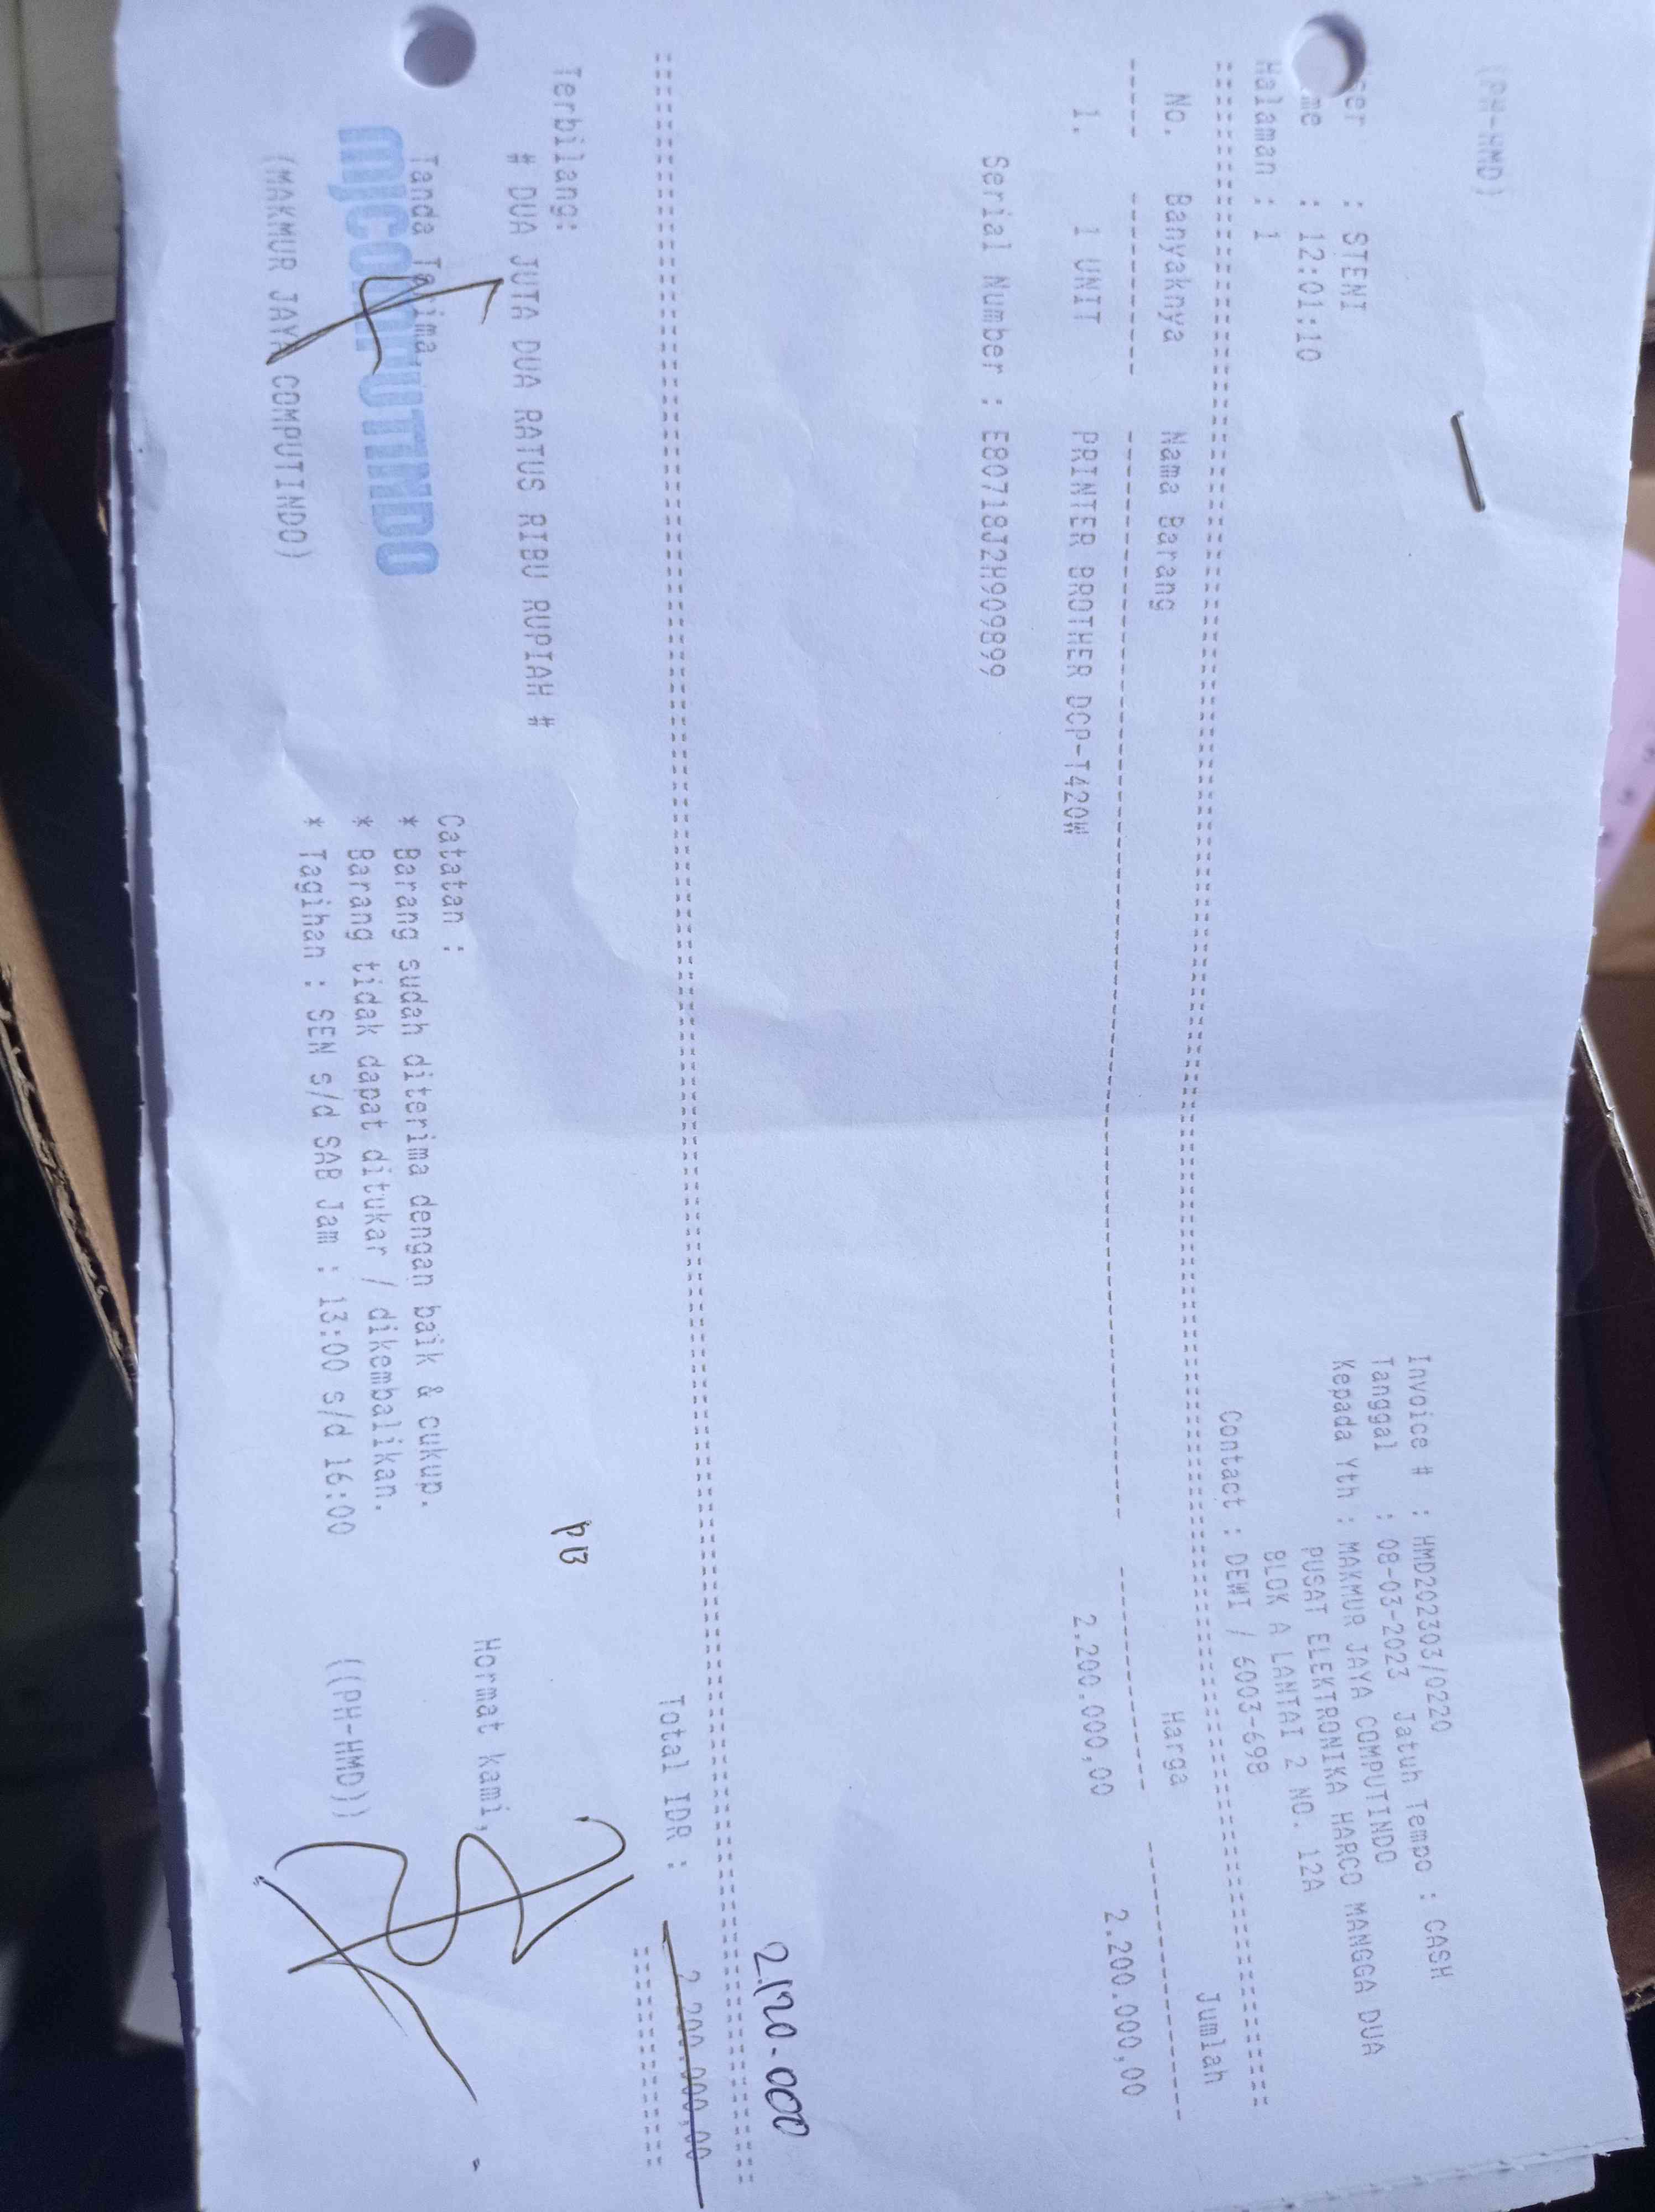 (PH-HMD)
Invoice # : HMD202303/0220
Tanggal : 08-03-2023 Jatuh Tempo : CASH
Kepada Yth : MAKMUR JAYA COMPUTINDO
PUSAT ELEKTRONIKA HARCO MANGGA DUA
BLOK A LANTAI 2 NO. 12A
Contact : DEWI / 6003-698
: STENI
: 12:01:10
Halaman : 1
No. Banyaknya Nama Barang Harga Jumlah
1. 1 UNIT PRINTER BROTHER DCP-T420W 2.200.000,00 2.200.000,00
Serial Number : E80718J2H909899
2.120.000
Total IDR : 2.200.000,00
Terbilang:
# DUA JUTA DUA RATUS RIBU RUPIAH #
Tanda Terima
mjcomputindo
(MAKMUR JAYA COMPUTINDO)
Catatan :
* Barang sudah diterima dengan baik & cukup.
* Barang tidak dapat ditukar / dikembalikan.
* Tagihan : SEN s/d SAB Jam : 13:00 s/d 16:00
Hormat kami,
((PH-HMD))